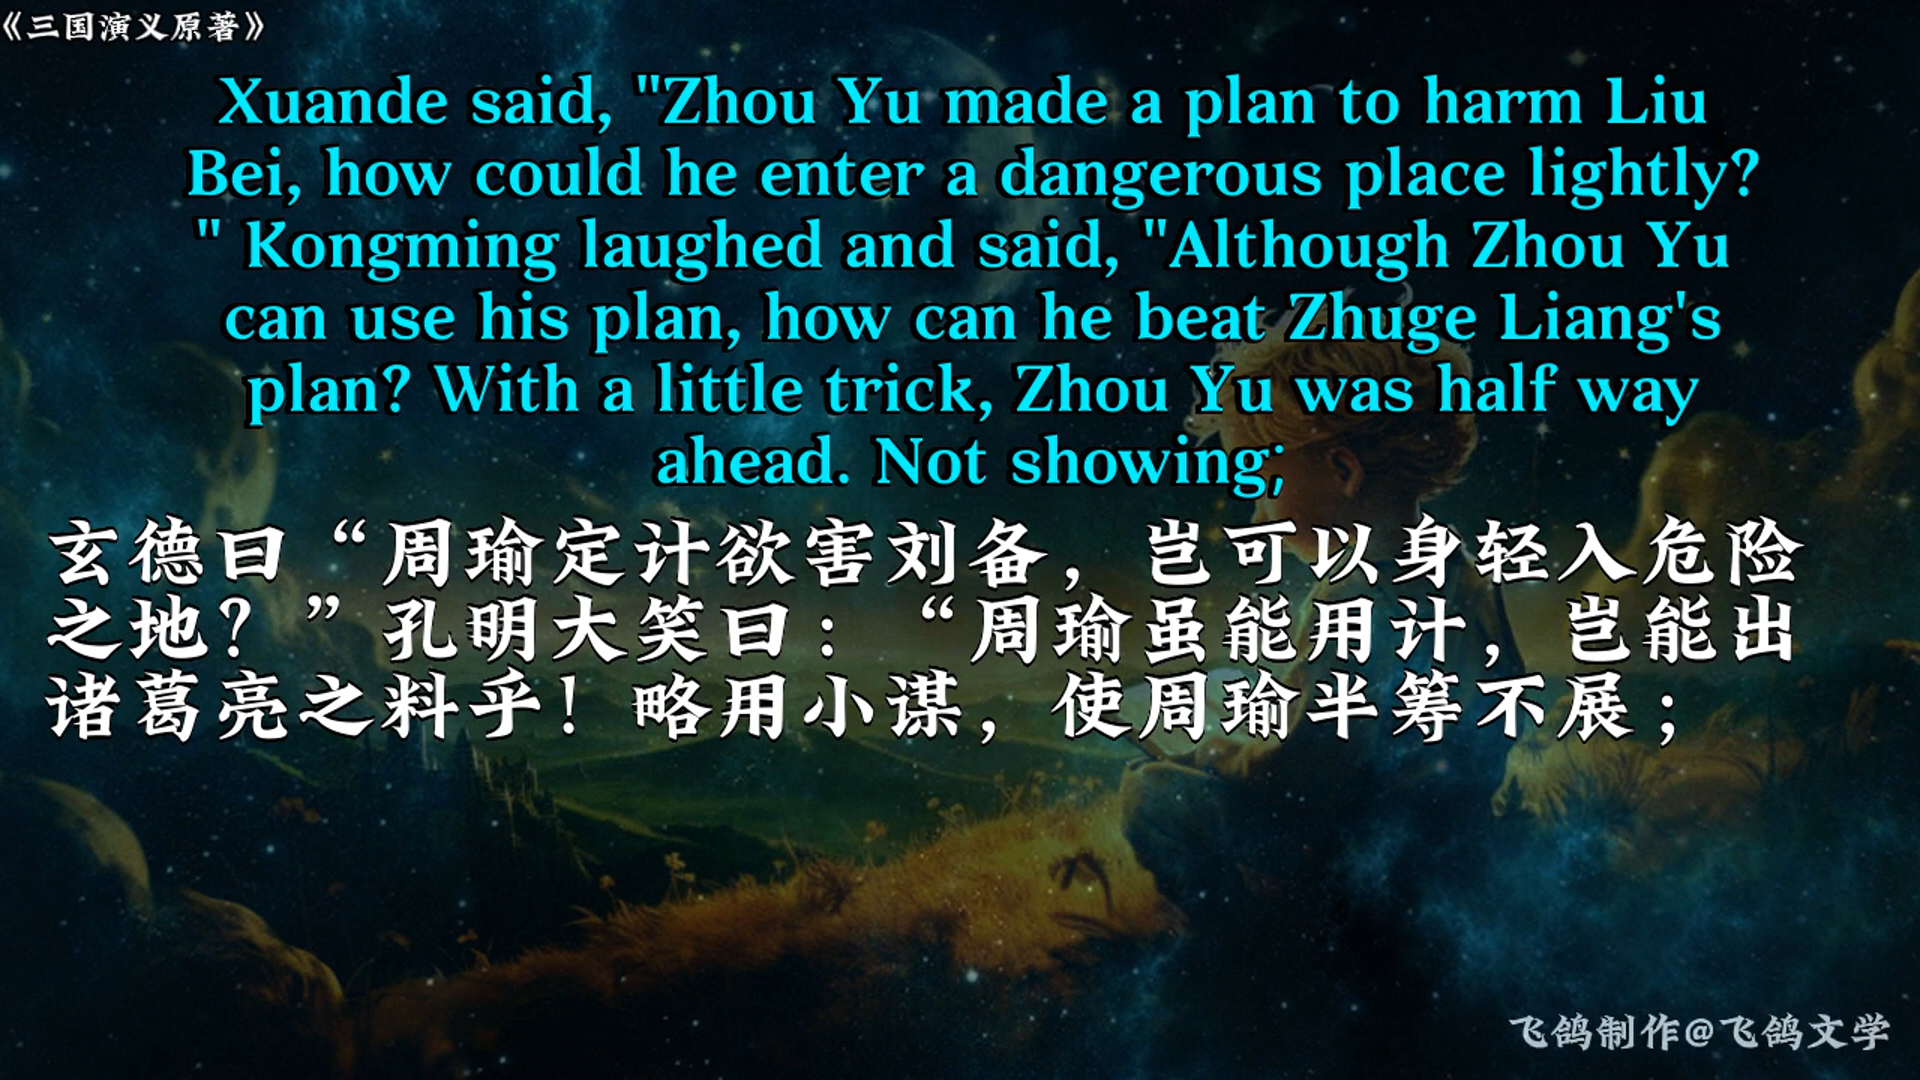 《三国演义原著》
Xuande said, "Zhou Yu made a plan to harm Liu
Bei, how could he enter a dangerous place lightly?
" Kongming laughed and said, "Although Zhou Yu
can use his plan, how can he beat Zhuge Liang's
plan? With a little trick, Zhou Yu was half way
ahead. Not showing;
玄德曰“周瑜定计欲害刘备，岂可以身轻入危险
之地？”孔明大笑曰：“周瑜虽能用计，岂能出
诸葛亮之料乎！略用小谋，使周瑜半筹不展；
飞鸽制作@飞鸽文学